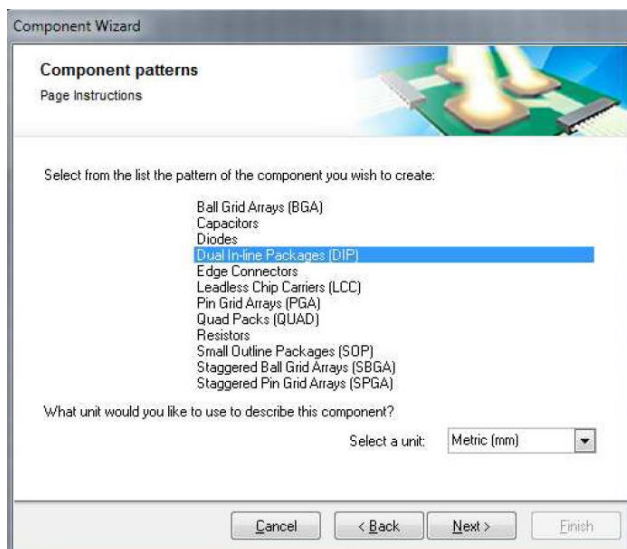 Component Wizard
Component patterns
Page Instructions
Select from the list the pattern of the component you wish to create:
Ball Grid Arrays (BGA)
Capacitors
Diodes
Dual In-line Packages (DIP)
Edge Connectors
Leadless Chip Carriers (LCC)
Pin Grid Arrays (PGA)
Quad Packs (QUAD)
Resistors
Small Outline Packages (SOP)
Staggered Ball Grid Arrays (SBGA)
Staggered Pin Grid Arrays (SPGA)
What unit would you like to use to describe this component?
Select a unit: Metric (mm)
Cancel < Back Next > Finish